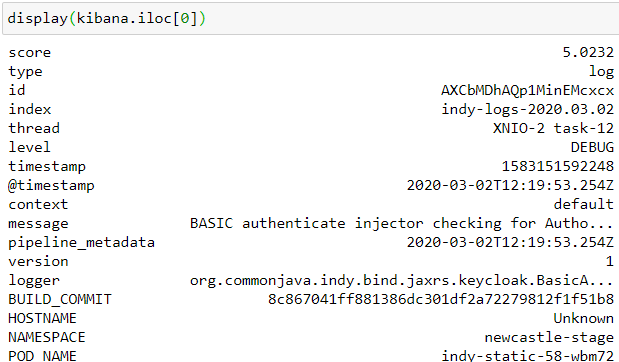 display(kibana.iloc[0])
score 5.0232
type log
id AXCbMDhAQp1MinEMcxcx
index indy-logs-2020.03.02
thread XNIO-2 task-12
level DEBUG
timestamp 1583151592248
@timestamp 2020-03-02T12:19:53.254Z
context default
message BASIC authenticate injector checking for Autho...
pipeline_metadata 2020-03-02T12:19:53.254Z
version 1
logger org.commonjava.indy.bind.jaxrs.keycloak.BasicA...
BUILD_COMMIT 8c867041ff881386dc301df2a72279812f1f51b8
HOSTNAME Unknown
NAMESPACE newcastle-stage
POD_NAME indy-static-58-wbm72